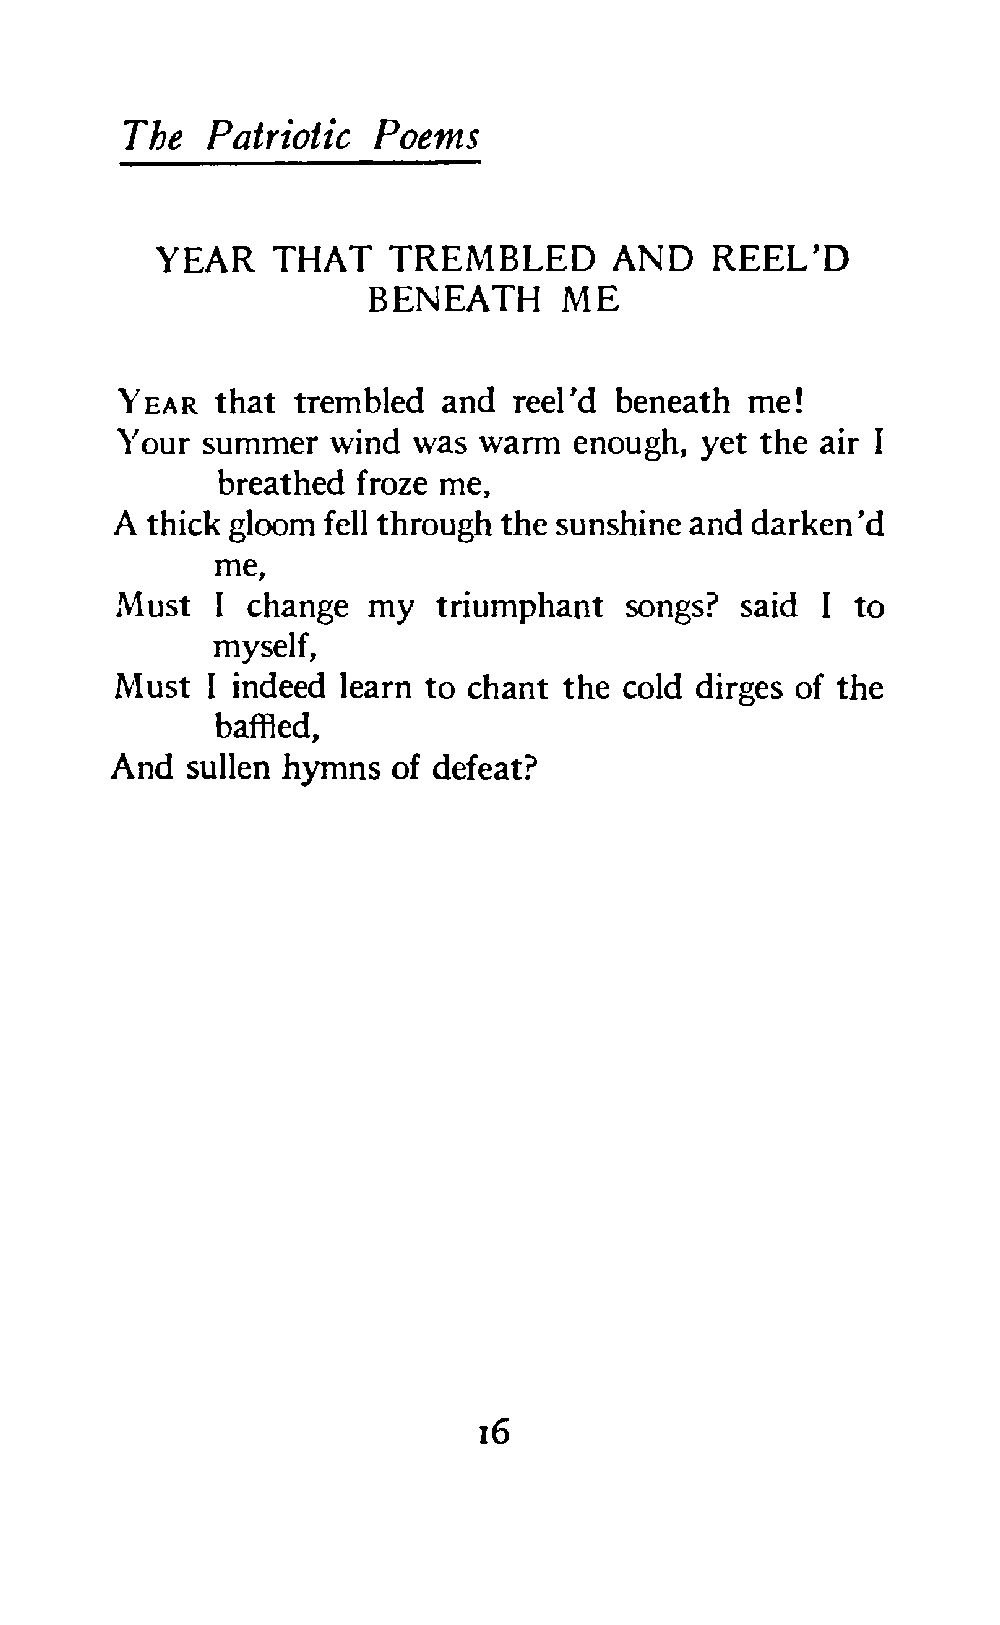 The Patriotic Poems
YEAR THAT TREMBLED AND REEL'D
BENEATH ME
YEAR that trembled and reel'd beneath me!
Your summer wind was warm enough, yet the air I
breathed froze me,
A thick gloom fell through the sunshine and darken'd
me,
Must I change my triumphant songs? said I to
myself,
Must I indeed learn to chant the cold dirges of the
baffled,
And sullen hymns of defeat?
16